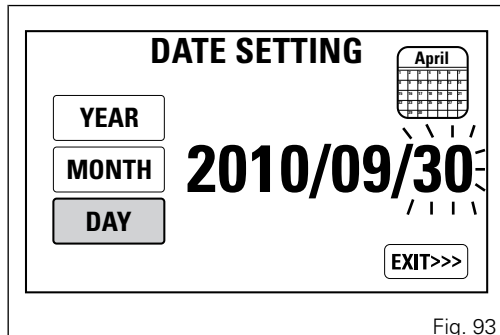 DATE SETTING
April
YEAR
MONTH
DAY
2010/09/30
EXIT>>>
Fig. 93